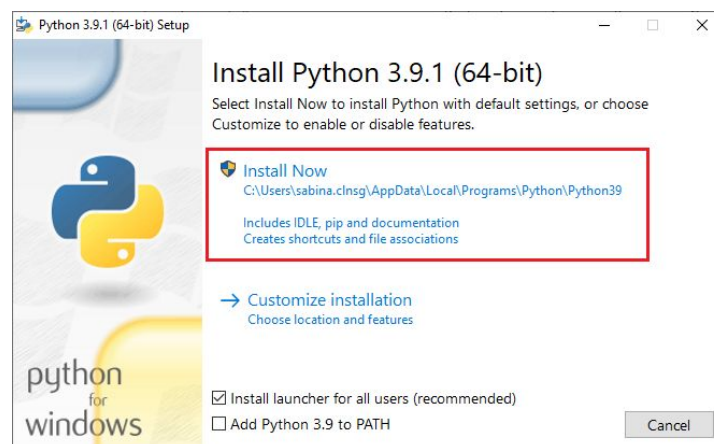 Python 3.9.1 (64-bit) Setup
Install Python 3.9.1 (64-bit)
Select Install Now to install Python with default settings, or choose
Customize to enable or disable features.
Install Now
C:\Users\sabina.clnsg\AppData\Local\Programs\Python\Python39
Includes IDLE, pip and documentation
Creates shortcuts and file associations
Customize installation
Choose location and features
Install launcher for all users (recommended)
Add Python 3.9 to PATH
python
for
windows
Cancel